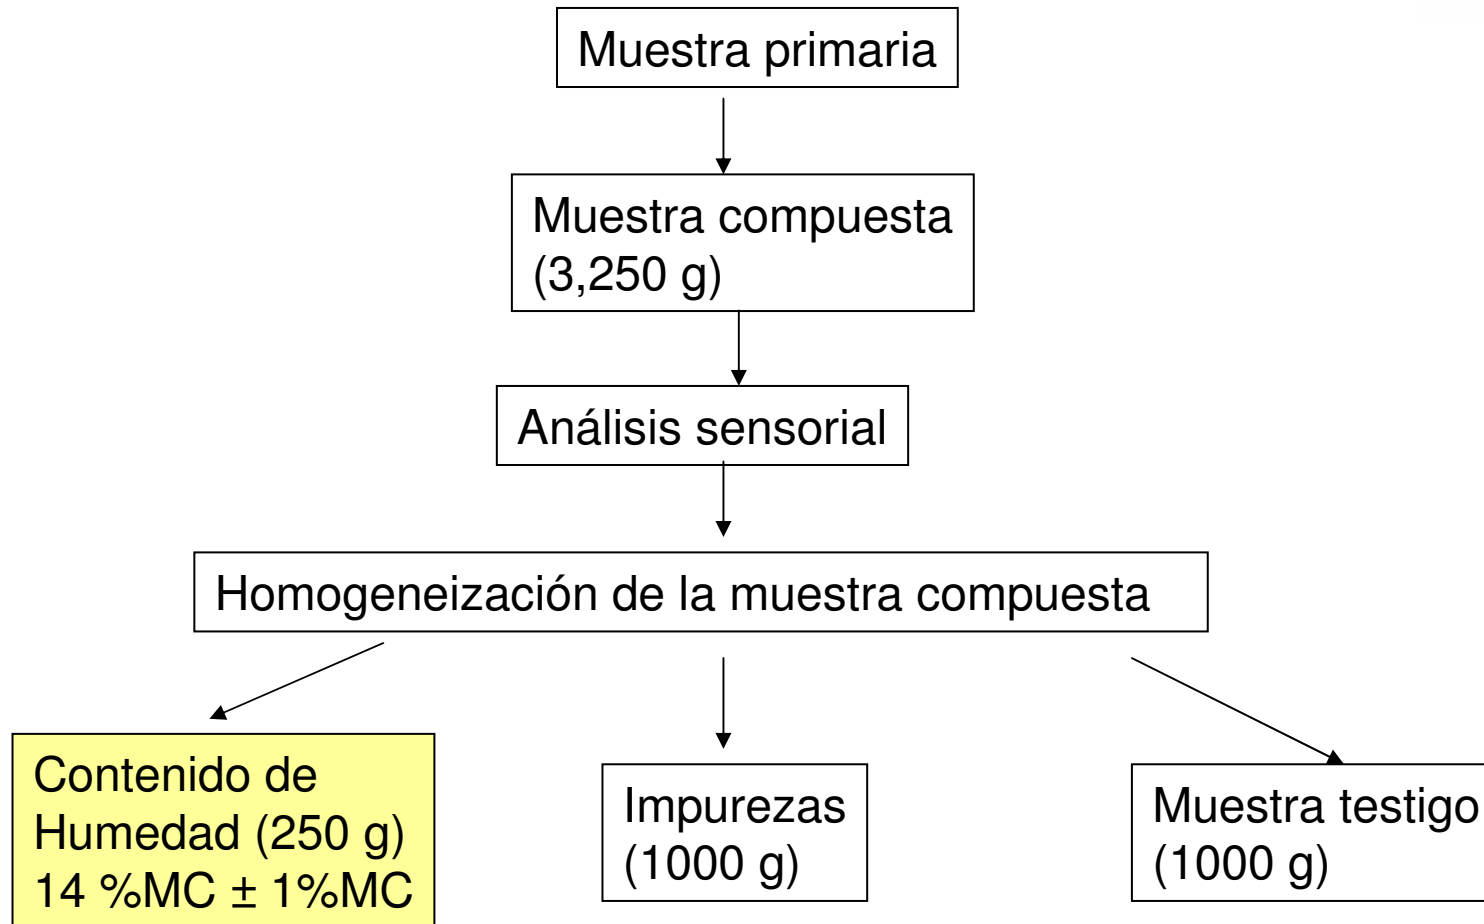 Muestra primaria
Muestra compuesta
(3,250 g)
Análisis sensorial
Homogeneización de la muestra compuesta
Contenido de
Humedad (250 g)
14 %MC ± 1%MC
Impurezas
(1000 g)
Muestra testigo
(1000 g)